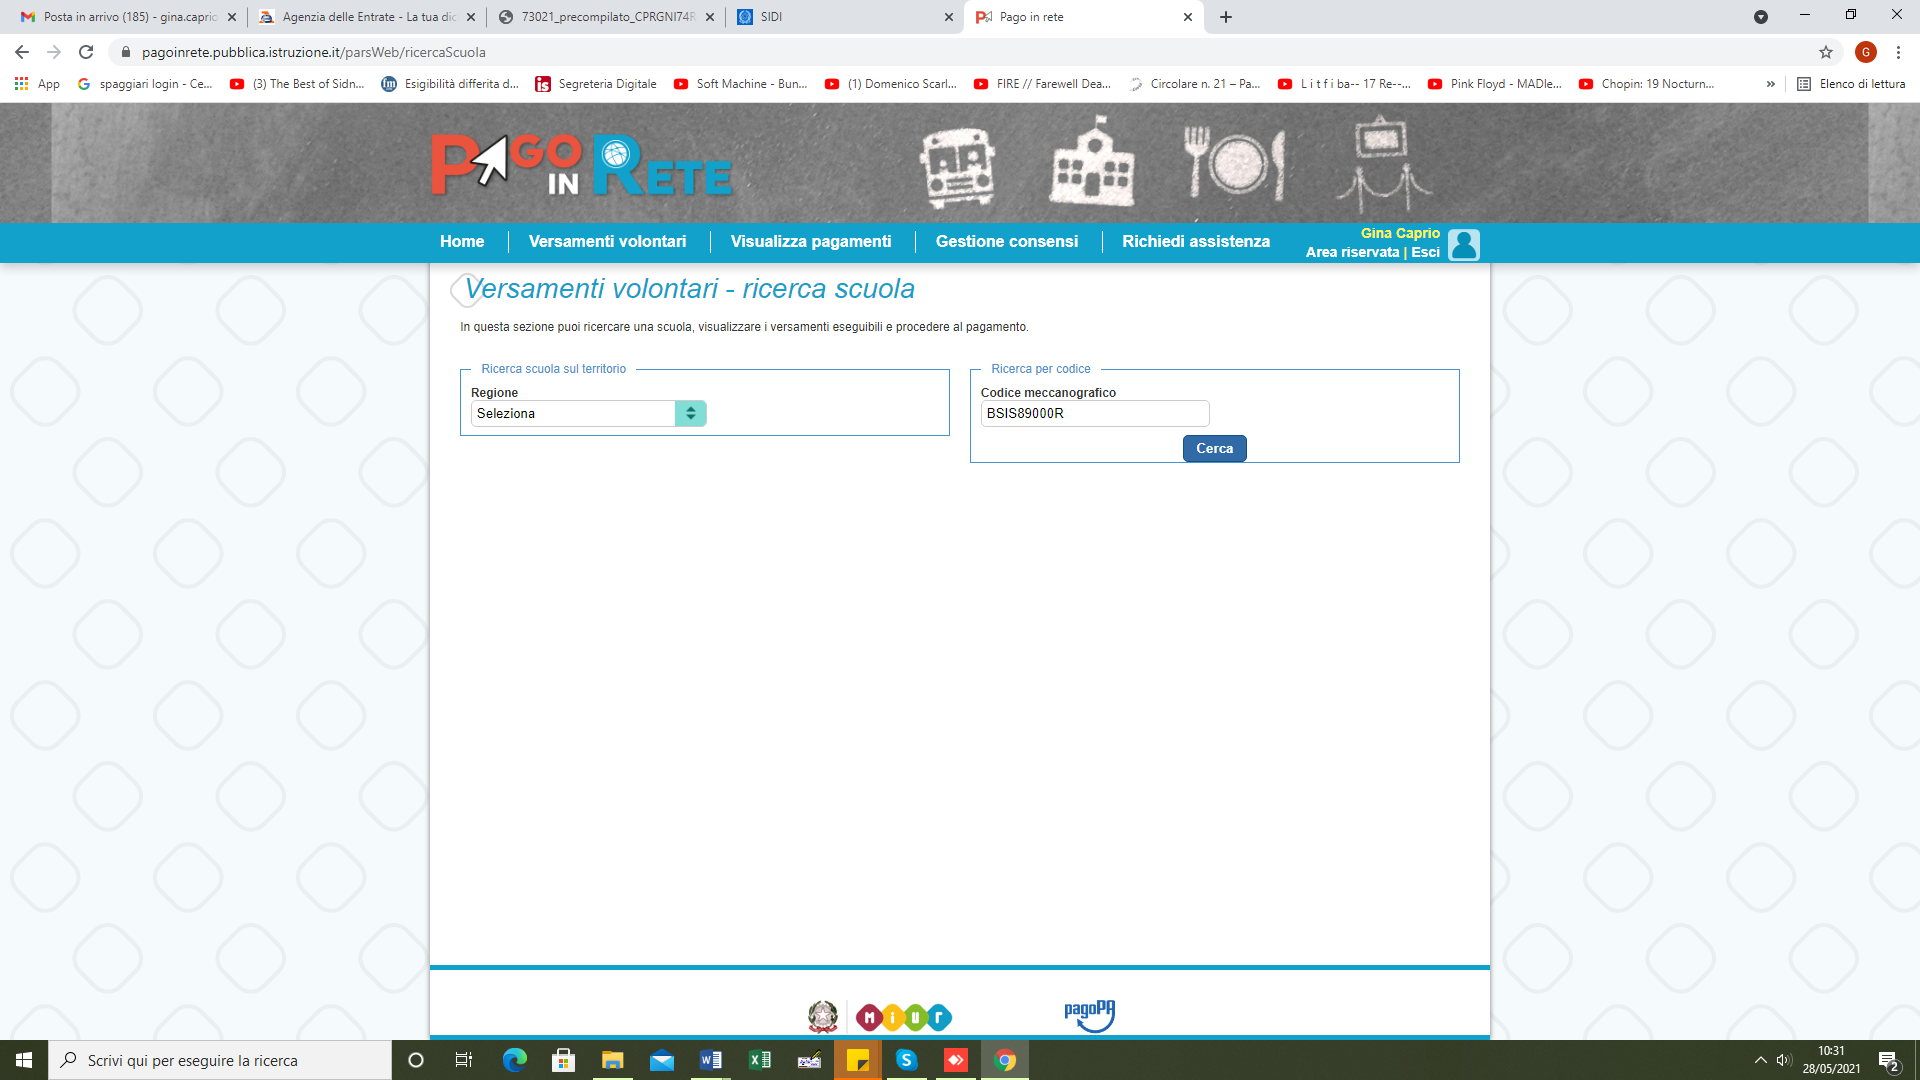 Posta in arrivo (185) - gina.caprio
Agenzia delle Entrate - La tua dic
73021_precompilato_CPRGNI74R
SIDI
Pago in rete
pagoinrete.pubblica.istruzione.it/parsWeb/ricercaScuola
G
App
spaggiari login - Ce...
(3) The Best of Sidn...
Esigibilità differita d...
Segreteria Digitale
Soft Machine - Bun...
(1) Domenico Scarl...
FIRE // Farewell Dea...
Circolare n. 21 – Pa...
L i t f i ba-- 17 Re--...
Pink Floyd - MADle...
Chopin: 19 Nocturn...
»
Elenco di lettura
PAGO IN RETE
Home
Versamenti volontari
Visualizza pagamenti
Gestione consensi
Richiedi assistenza
Gina Caprio
Area riservata | Esci
Versamenti volontari - ricerca scuola
In questa sezione puoi ricercare una scuola, visualizzare i versamenti eseguibili e procedere al pagamento.
Ricerca scuola sul territorio
Regione
Seleziona
Ricerca per codice
Codice meccanografico
BSIS89000R
Cerca
MiUr
pagoPA
Scrivi qui per eseguire la ricerca
10:31
28/05/2021
2